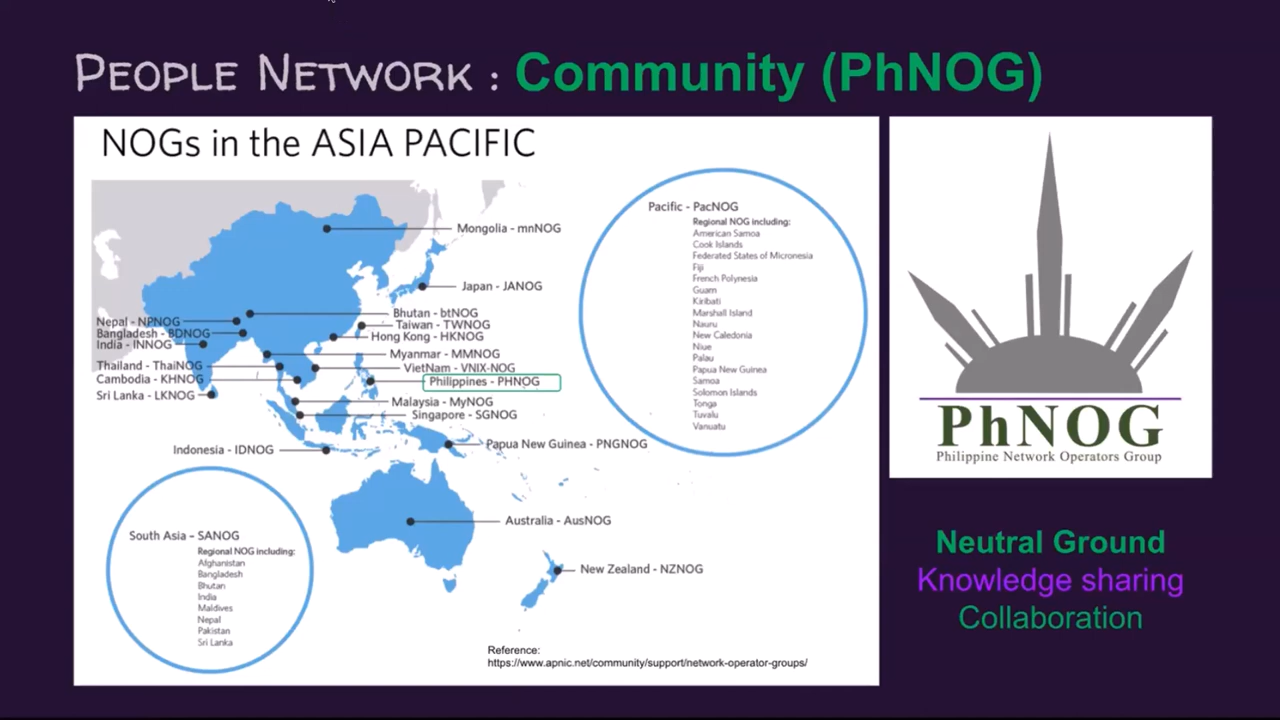 PEOPLE NETWORK : Community (PhNOG)
NOGs in the ASIA PACIFIC
Mongolia - mnNOG
Japan - JANOG
Bhutan - btNOG
Taiwan - TWNOG
Hong Kong - HKNOG
Myanmar - MMNOG
VietNam - VNIX-NOG
Philippines - PHNOG
Malaysia - MyNOG
Singapore - SGNOG
Papua New Guinea - PNGNOG
Australia - AusNOG
New Zealand - NZNOG
Nepal - NPNOG
Bangladesh - BDNOG
India - INNOG
Thailand - ThaiNOG
Cambodia - KHNOG
Sri Lanka - LKNOG
Indonesia - IDNOG
South Asia - SANOG
Regional NOG including:
Afghanistan
Bangladesh
Bhutan
India
Maldives
Nepal
Pakistan
Sri Lanka
Pacific - PacNOG
Regional NOG including:
American Samoa
Cook Islands
Federated States of Micronesia
Fiji
French Polynesia
Guam
Kiribati
Marshall Island
Nauru
New Caledonia
Niue
Palau
Papua New Guinea
Samoa
Solomon Islands
Tonga
Tuvalu
Vanuatu
Reference:
https://www.apnic.net/community/support/network-operator-groups/
PhNOG
Philippine Network Operators Group
Neutral Ground
Knowledge sharing
Collaboration